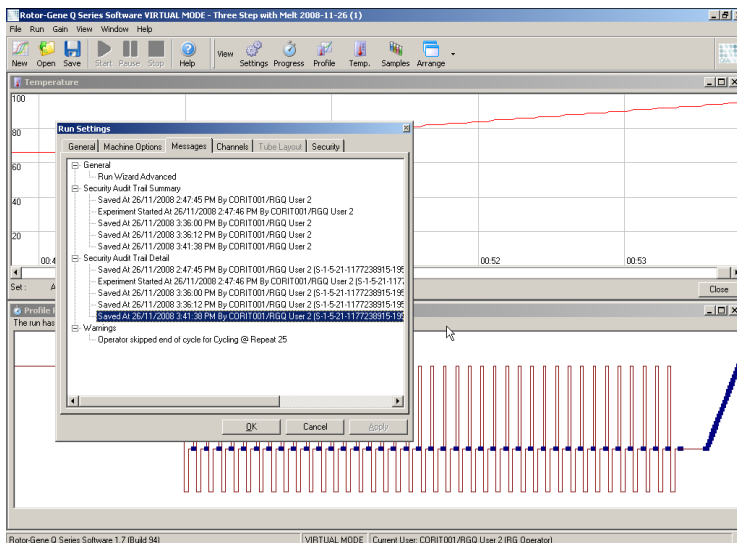 Rotor-Gene Q Series Software VIRTUAL MODE - Three Step with Melt 2008-11-26 (1)
File Run Gain View Window Help
New Open Save Start Pause Stop Help View Settings Progress Profile Temp. Samples Arrange
Temperature
100
80
60
40
20
00:52 00:53
Set :
Close
Profile
The run has
Run Settings
General Machine Options Messages Channels Tube Layout Security
General
Run Wizard Advanced
Security Audit Trail Summary
Saved At 26/11/2008 2:47:45 PM By CORIT001/RGQ User 2
Experiment Started At 26/11/2008 2:47:46 PM By CORIT001/RGQ User 2
Saved At 26/11/2008 3:36:00 PM By CORIT001/RGQ User 2
Saved At 26/11/2008 3:36:12 PM By CORIT001/RGQ User 2
Saved At 26/11/2008 3:41:38 PM By CORIT001/RGQ User 2
Security Audit Trail Detail
Saved At 26/11/2008 2:47:45 PM By CORIT001/RGQ User 2 (S-1-5-21-1177238915-195
Experiment Started At 26/11/2008 2:47:46 PM By CORIT001/RGQ User 2 (S-1-5-21-117
Saved At 26/11/2008 3:36:00 PM By CORIT001/RGQ User 2 (S-1-5-21-1177238915-195
Saved At 26/11/2008 3:36:12 PM By CORIT001/RGQ User 2 (S-1-5-21-1177238915-195
Saved At 26/11/2008 3:41:38 PM By CORIT001/RGQ User 2 (S-1-5-21-1177238915-195
Warnings
Operator skipped end of cycle for Cycling @ Repeat 25
OK Cancel Apply
Rotor-Gene Q Series Software 1.7 (Build 94) VIRTUAL MODE Current User: CORIT001/RGQ User 2 (RG Operator)